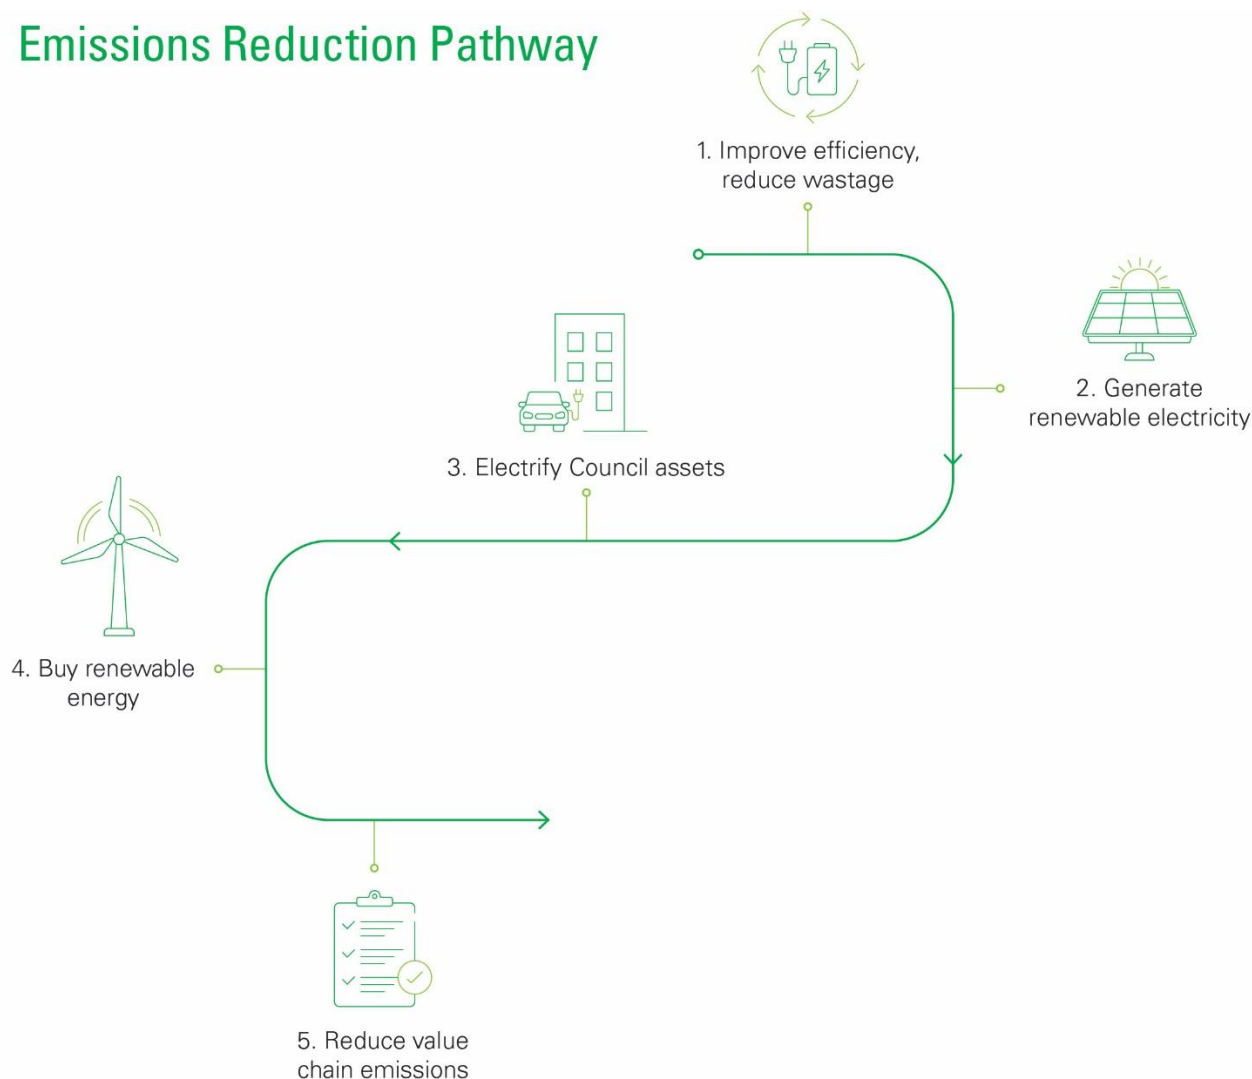 Emissions Reduction Pathway
1. Improve efficiency,
reduce wastage
2. Generate
renewable electricity
3. Electrify Council assets
4. Buy renewable
energy
5. Reduce value
chain emissions